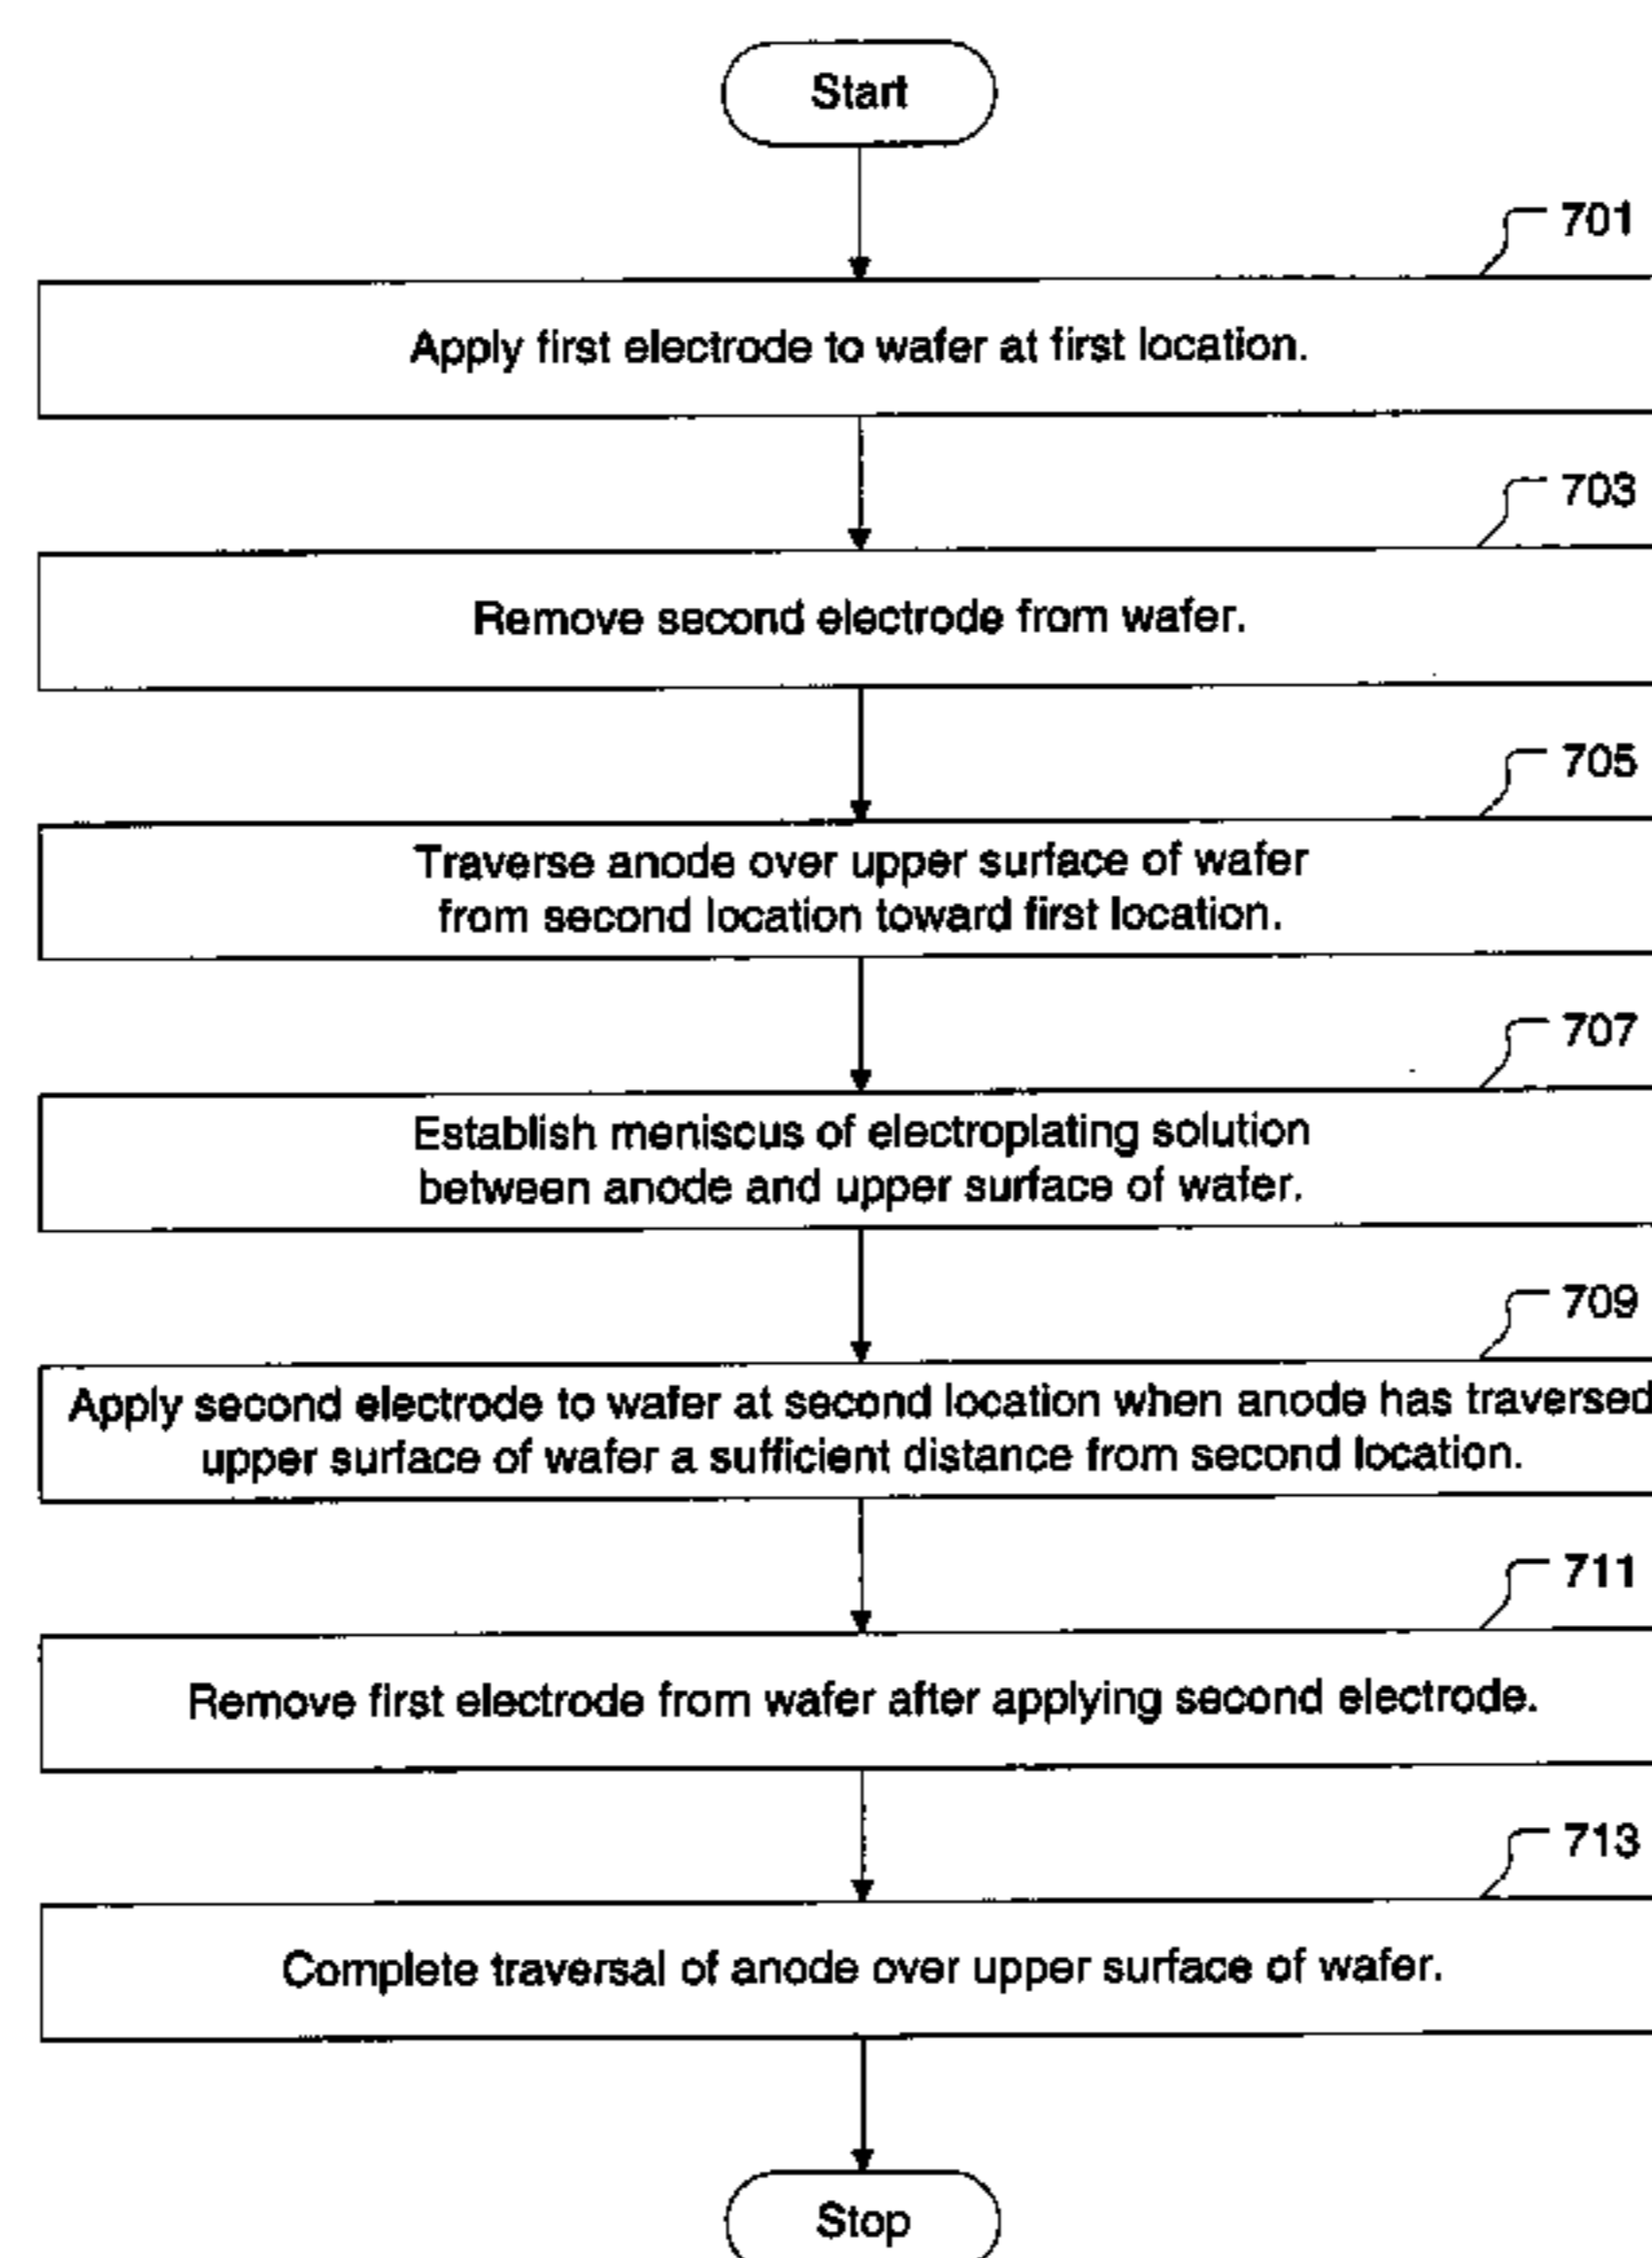 Start
701
Apply first electrode to wafer at first location.
703
Remove second electrode from wafer.
705
Traverse anode over upper surface of wafer
from second location toward first location.
707
Establish meniscus of electroplating solution
between anode and upper surface of wafer.
709
Apply second electrode to wafer at second location when anode has traversed
upper surface of wafer a sufficient distance from second location.
711
Remove first electrode from wafer after applying second electrode.
713
Complete traversal of anode over upper surface of wafer.
Stop